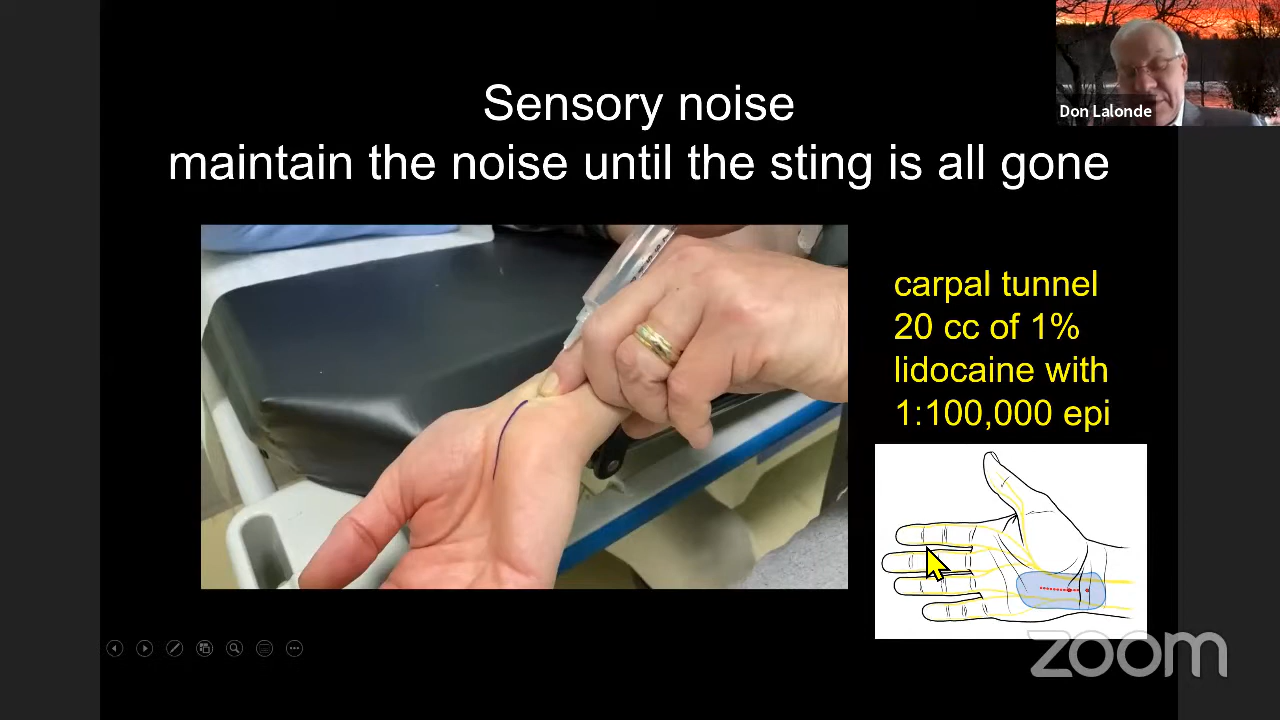 Sensory noise
maintain the noise until the sting is all gone
Don Lalonde
carpal tunnel
20 cc of 1%
lidocaine with
1:100,000 epi
zoom